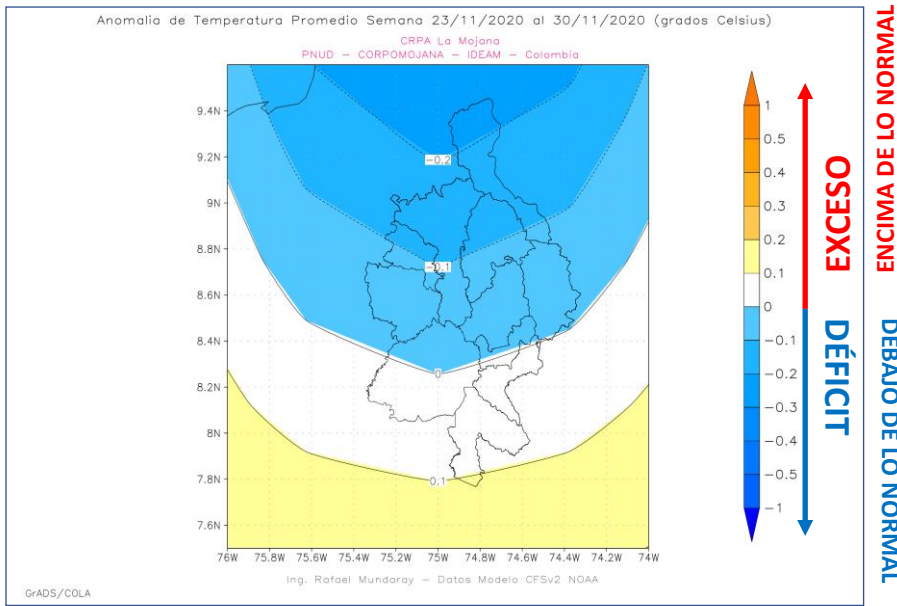 Anomalia de Temperatura Promedio Semana 23/11/2020 al 30/11/2020 (grados Celsius)
CRPA La Mojana
PNUD – CORPOMOJANA – IDEAM – Colombia
9.4N
9.2N
9N
8.8N
8.6N
8.4N
8.2N
8N
7.8N
7.6N
76W
75.8W
75.6W
75.4W
75.2W
75W
74.8W
74.6W
74.4W
74.2W
74W
-0.2
-0.1
0
0.1
1
0.5
0.4
0.3
0.2
0.1
0
-0.1
-0.2
-0.3
-0.4
-0.5
-1
EXCESO
DÉFICIT
ENCIMA DE LO NORMAL
DEBAJO DE LO NORMAL
Ing. Rafael Mundaray – Datos Modelo CFSv2 NOAA
GrADS/COLA